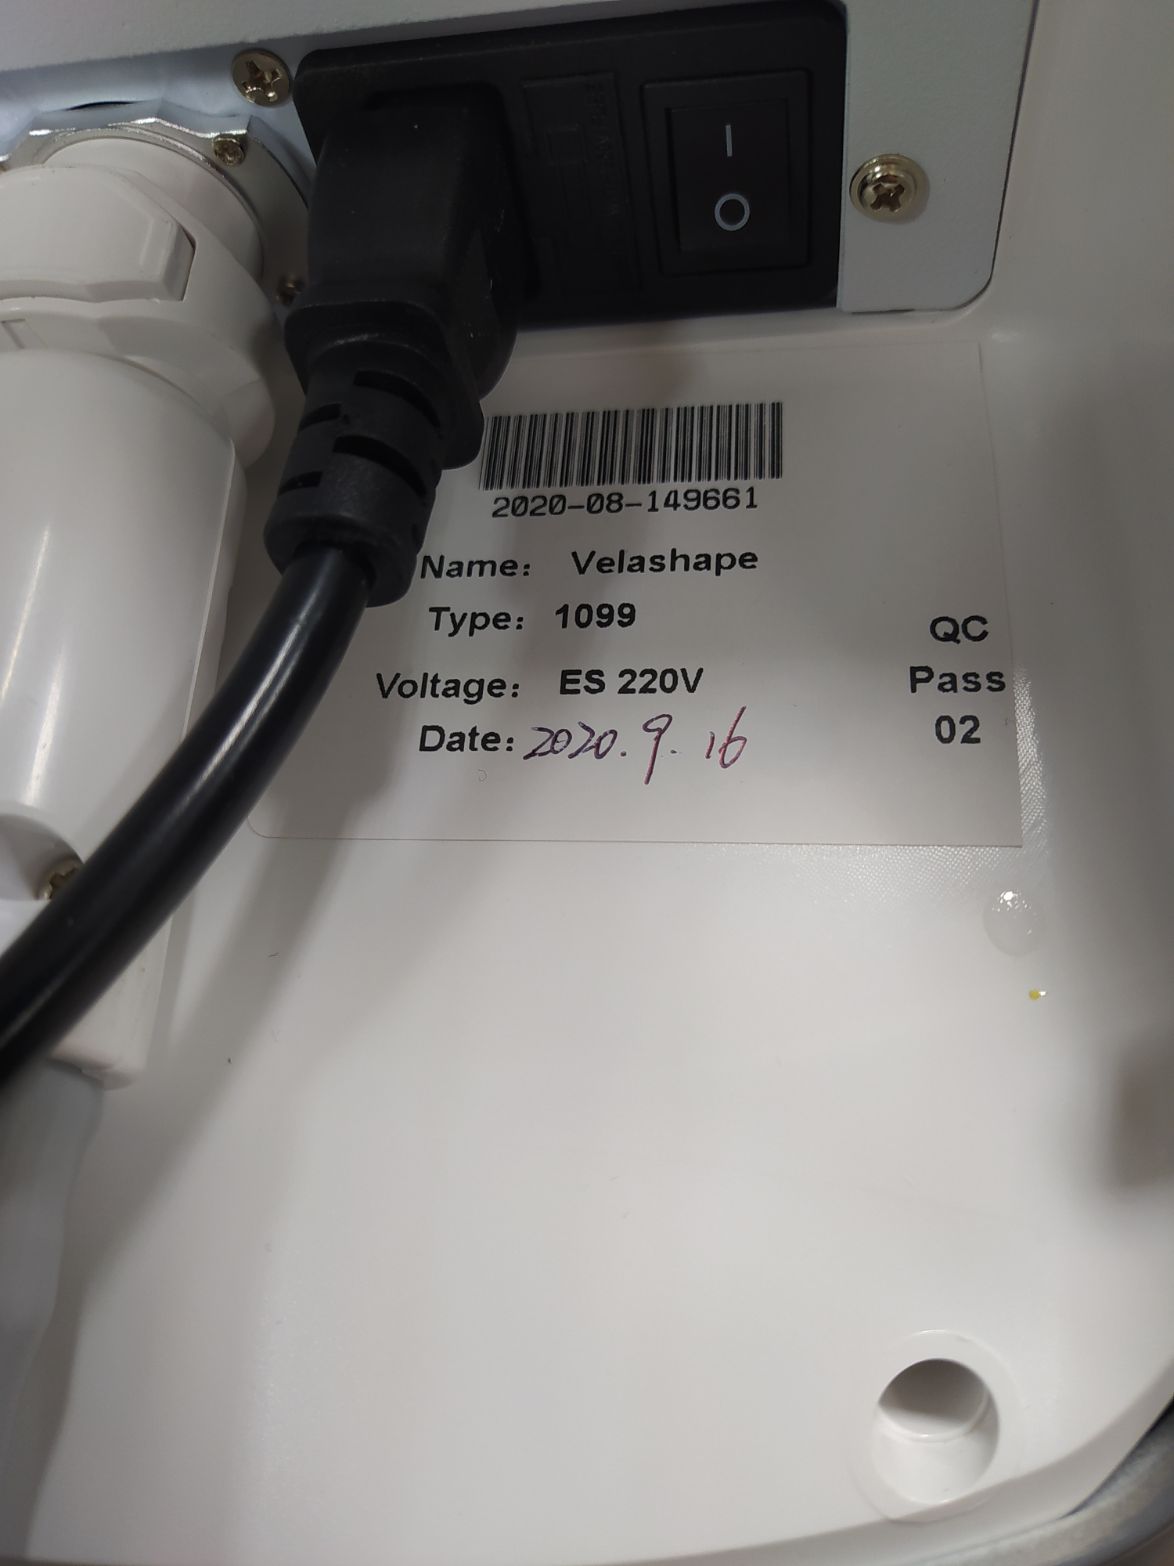 2020-08-149661
Name: Velashape
Type: 1099
QC
Voltage: ES 220V
Pass
Date: 2020.9.16
02